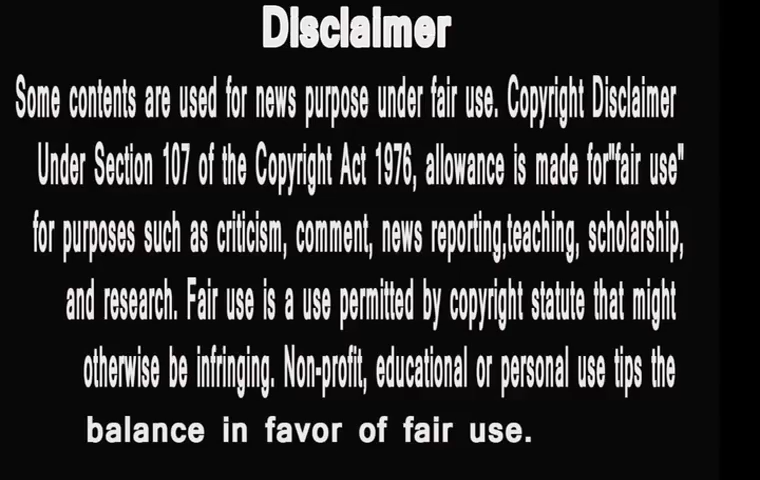 Disclaimer
Some contents are used for news purpose under fair use. Copyright Disclaimer
Under Section 107 of the Copyright Act 1976, allowance is made for"fair use"
for purposes such as criticism, comment, news reporting,teaching, scholarship,
and research. Fair use is a use permitted by copyright statute that might
otherwise be infringing. Non-profit, educational or personal use tips the
balance in favor of fair use.